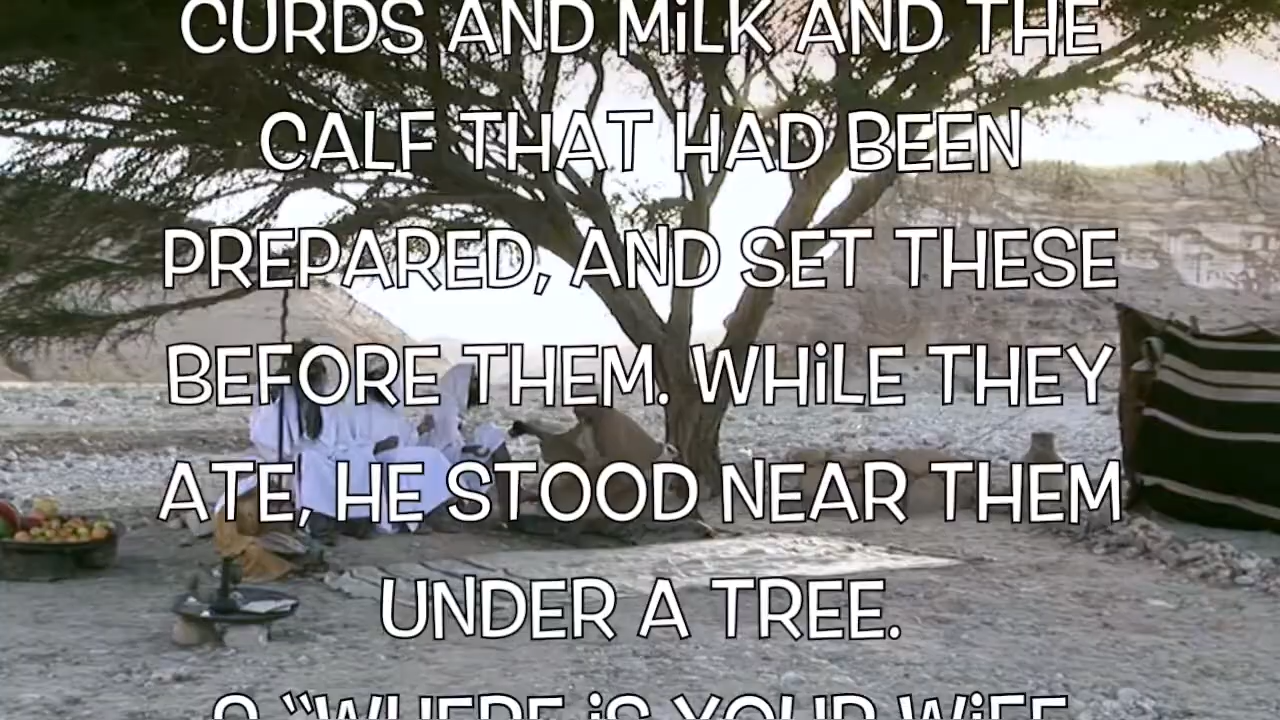 CURDS AND MiLK AND THE
CALF THAT HAD BEEN
PREPARED, AND SET THESE
BEFORE THEM. WHiLE THEY
ATE, HE STOOD NEAR THEM
UNDER A TREE.
9 “WHERE iS YOUR WiFE